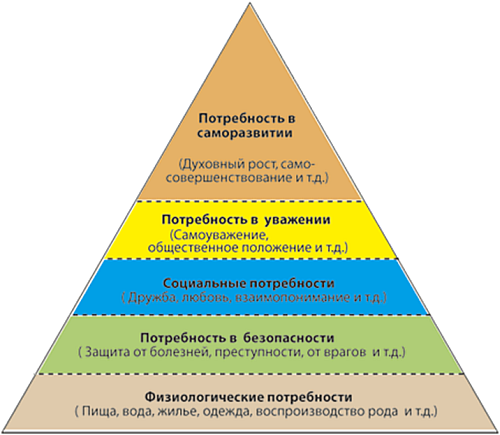 Потребность в
саморазвитии
(Духовный рост, само-
совершенствование и т.д.)
Потребность в уважении
(Самоуважение,
общественное положение и т.д.)
Социальные потребности
( Дружба, любовь, взаимопонимание и т.д.)
Потребность в безопасности
( Защита от болезней, преступности, от врагов и т.д.)
Физиологические потребности
( Пища, вода, жилье, одежда, воспроизводство рода и т.д.)